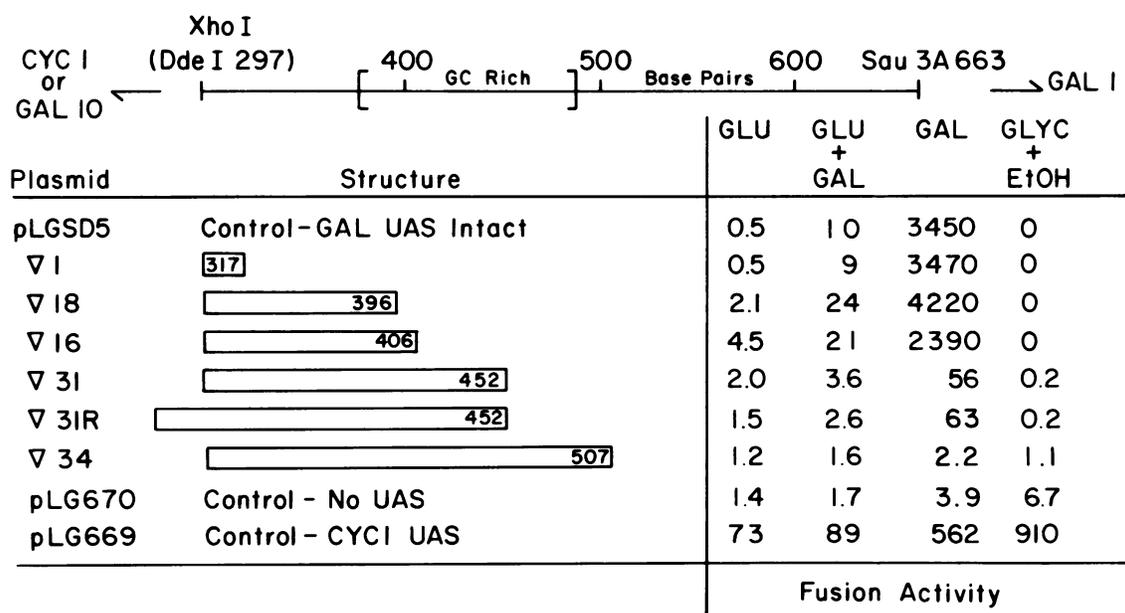 Xho I
CYC 1 (Dde I 297) 400 500 600 Sau 3A 663
or GC Rich Base Pairs GAL 1
GAL 10
GLU GLU GAL GLYC
+ +
Plasmid Structure GAL EtOH
pLGSD5 Control-GAL UAS Intact 0.5 10 3450 0
∇ 1 317 0.5 9 3470 0
∇ 18 396 2.1 24 4220 0
∇ 16 406 4.5 21 2390 0
∇ 31 452 2.0 3.6 56 0.2
∇ 31R 452 1.5 2.6 63 0.2
∇ 34 507 1.2 1.6 2.2 1.1
pLG670 Control - No UAS 1.4 1.7 3.9 6.7
pLG669 Control - CYC1 UAS 73 89 562 910
Fusion Activity